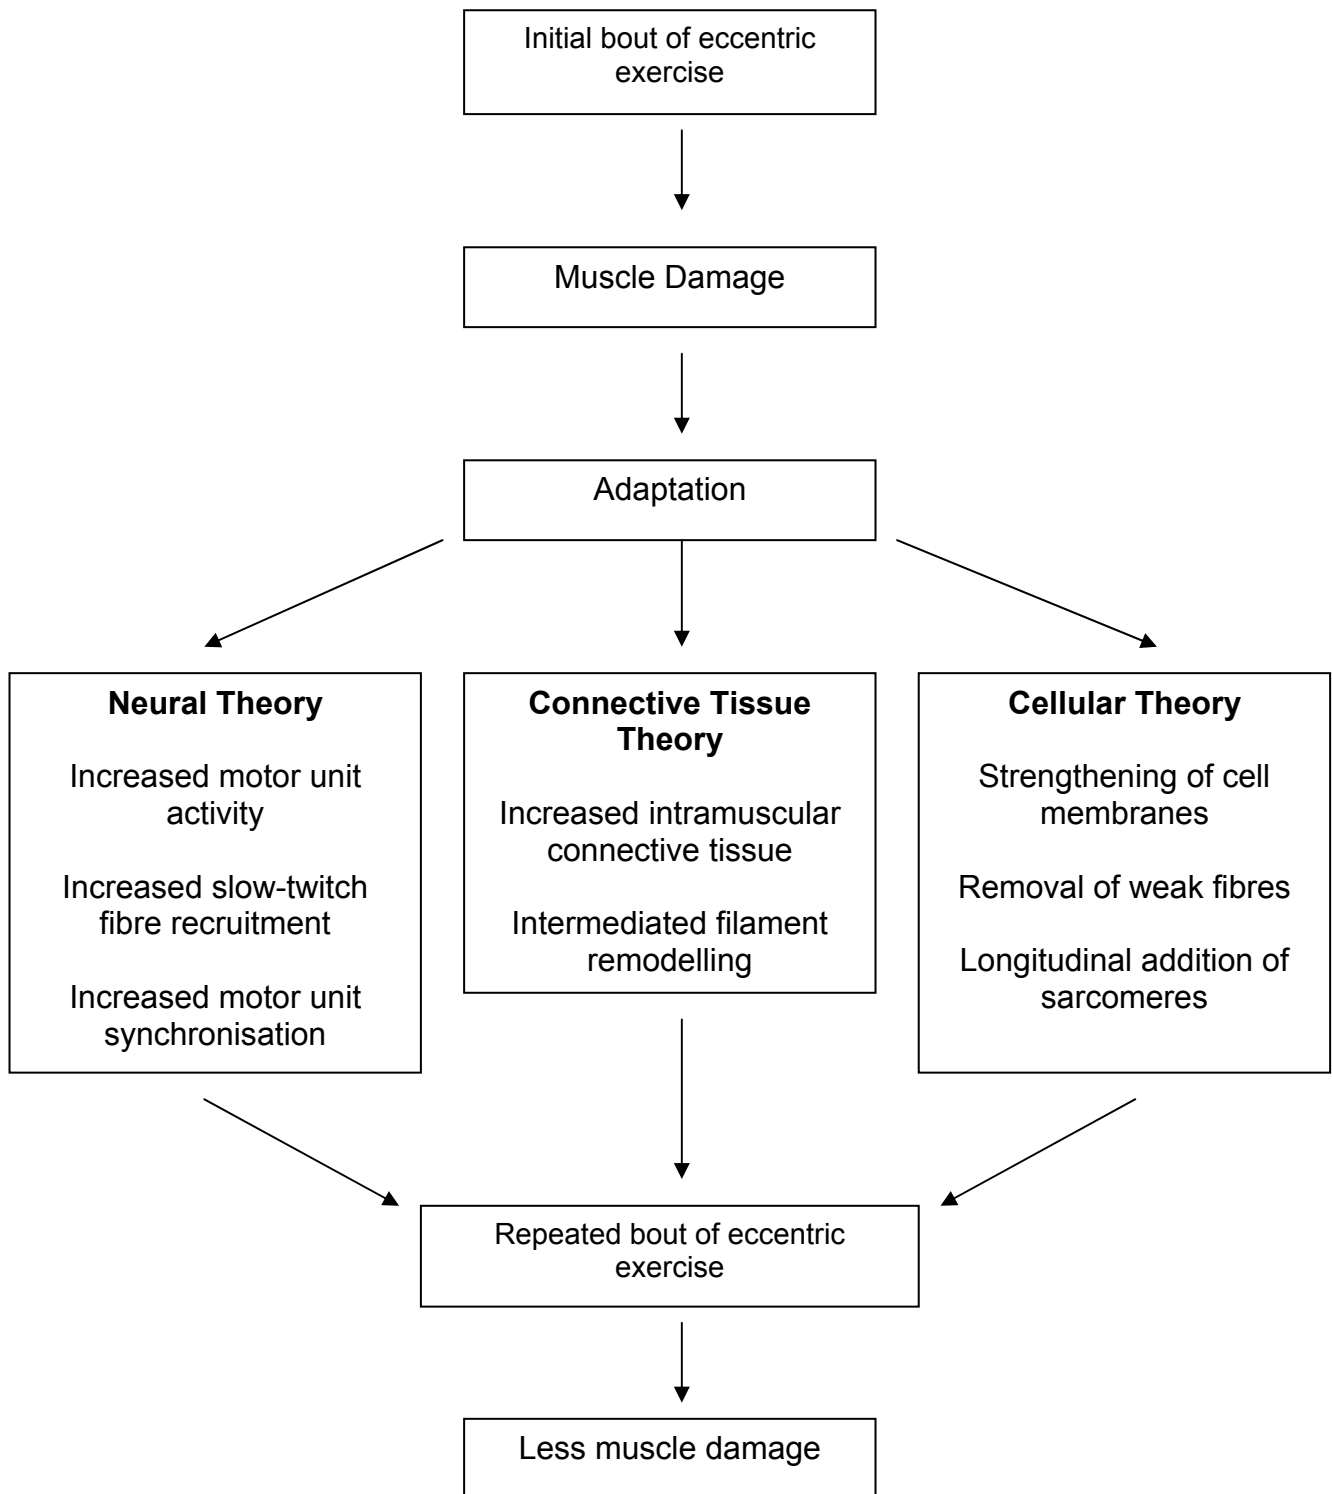 Initial bout of eccentric
exercise
Muscle Damage
Adaptation
Neural Theory
Increased motor unit
activity
Increased slow-twitch
fibre recruitment
Increased motor unit
synchronisation
Connective Tissue
Theory
Increased intramuscular
connective tissue
Intermediated filament
remodelling
Cellular Theory
Strengthening of cell
membranes
Removal of weak fibres
Longitudinal addition of
sarcomeres
Repeated bout of eccentric
exercise
Less muscle damage